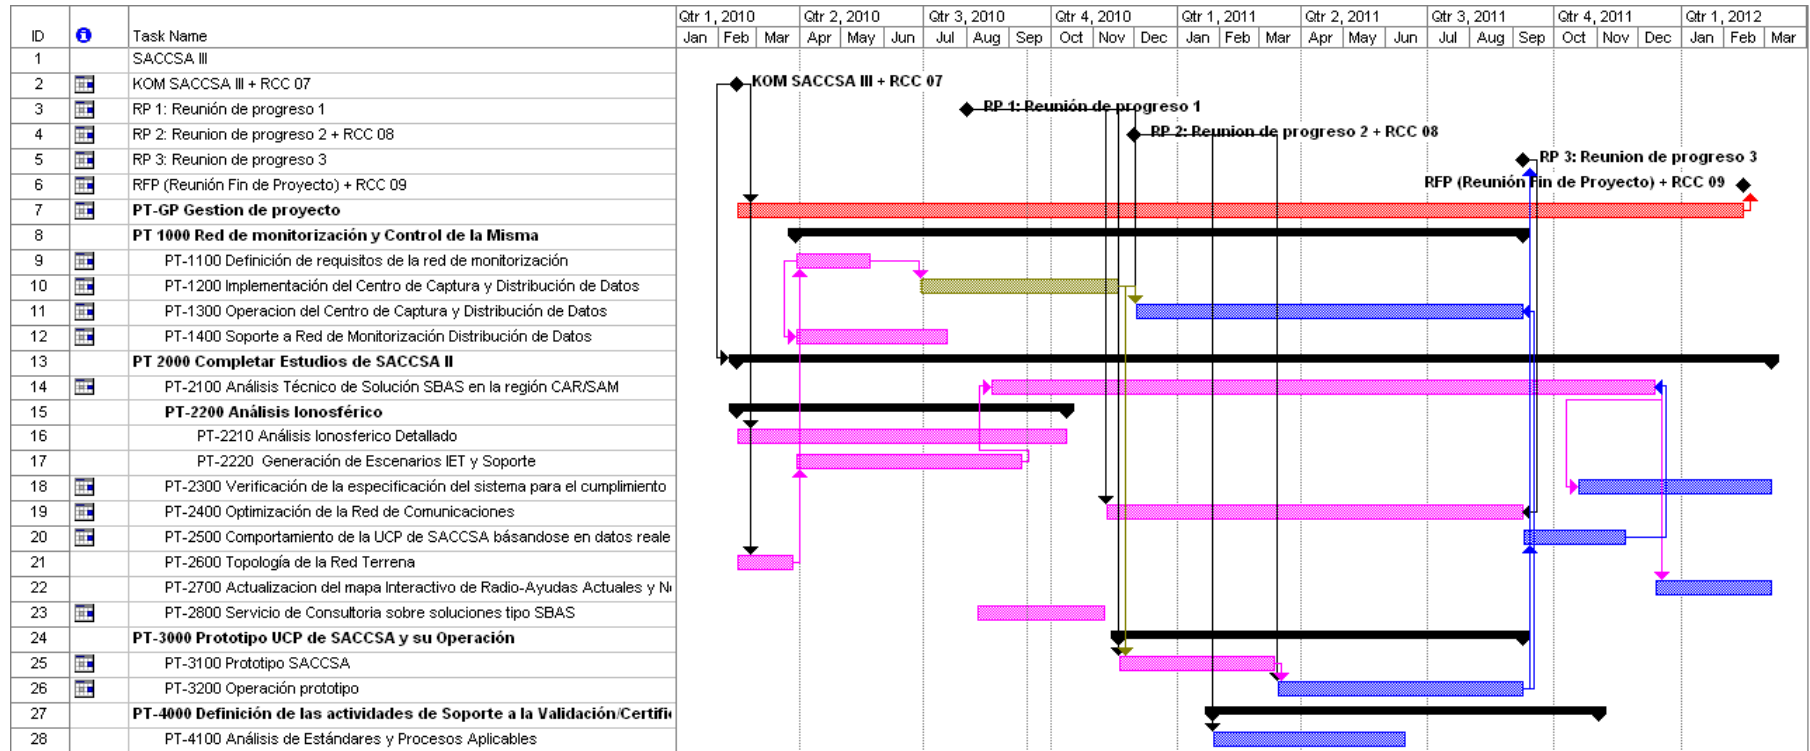 Qtr 1, 2010 Qtr 2, 2010 Qtr 3, 2010 Qtr 4, 2010 Qtr 1, 2011 Qtr 2, 2011 Qtr 3, 2011 Qtr 4, 2011 Qtr 1, 2012
ID Task Name Jan Feb Mar Apr May Jun Jul Aug Sep Oct Nov Dec Jan Feb Mar Apr May Jun Jul Aug Sep Oct Nov Dec Jan Feb Mar
1 SACCSA III
2 KOM SACCSA III + RCC 07 KOM SACCSA III + RCC 07
3 RP 1: Reunión de progreso 1 RP 1: Reunión de progreso 1
4 RP 2: Reunion de progreso 2 + RCC 08 RP 2: Reunion de progreso 2 + RCC 08
5 RP 3: Reunion de progreso 3 RP 3: Reunion de progreso 3
6 RFP (Reunión Fin de Proyecto) + RCC 09 RFP (Reunión Fin de Proyecto) + RCC 09
7 PT-GP Gestion de proyecto
8 PT 1000 Red de monitorización y Control de la Misma
9 PT-1100 Definición de requisitos de la red de monitorización
10 PT-1200 Implementación del Centro de Captura y Distribución de Datos
11 PT-1300 Operacion del Centro de Captura y Distribución de Datos
12 PT-1400 Soporte a Red de Monitorización Distribución de Datos
13 PT 2000 Completar Estudios de SACCSA II
14 PT-2100 Análisis Técnico de Solución SBAS en la región CAR/SAM
15 PT-2200 Análisis Ionosférico
16 PT-2210 Análisis Ionosferico Detallado
17 PT-2220 Generación de Escenarios IET y Soporte
18 PT-2300 Verificación de la especificación del sistema para el cumplimiento
19 PT-2400 Optimización de la Red de Comunicaciones
20 PT-2500 Comportamiento de la UCP de SACCSA básandose en datos reale
21 PT-2600 Topología de la Red Terrena
22 PT-2700 Actualizacion del mapa Interactivo de Radio-Ayudas Actuales y
23 PT-2800 Servicio de Consultoria sobre soluciones tipo SBAS
24 PT-3000 Prototipo UCP de SACCSA y su Operación
25 PT-3100 Prototipo SACCSA
26 PT-3200 Operación prototipo
27 PT-4000 Definición de las actividades de Soporte a la Validación/Certifi
28 PT-4100 Análisis de Estándares y Procesos Aplicables